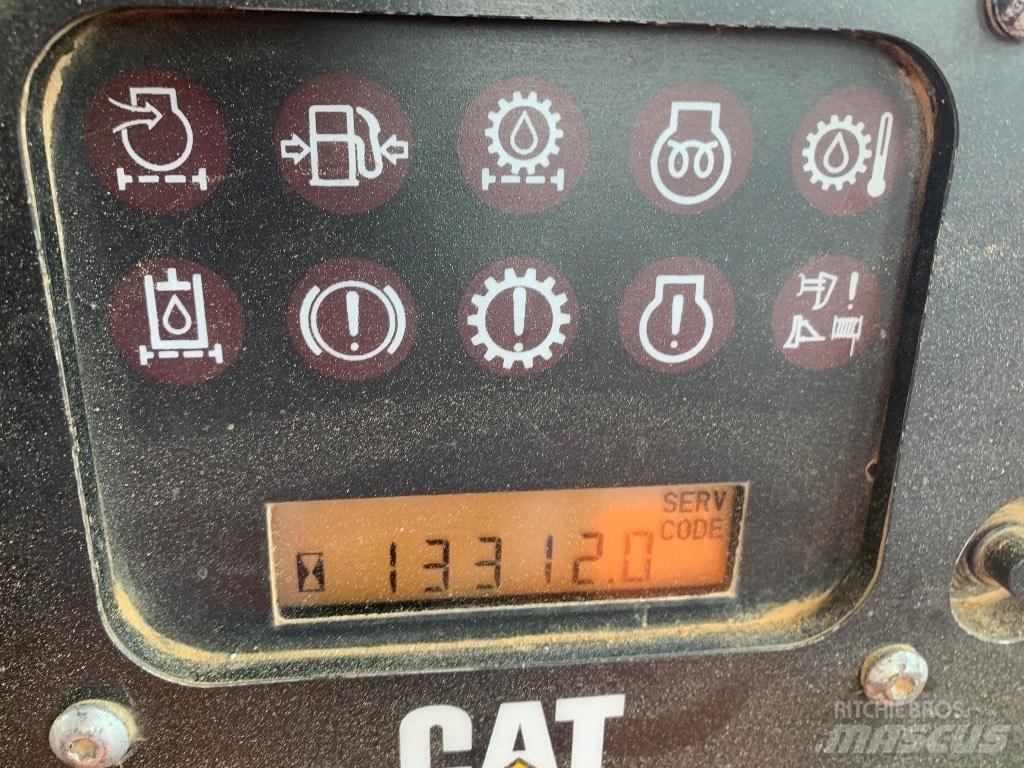 SERV
CODE
13312.0
CAT
RITCHIE BROS.
MASCUS